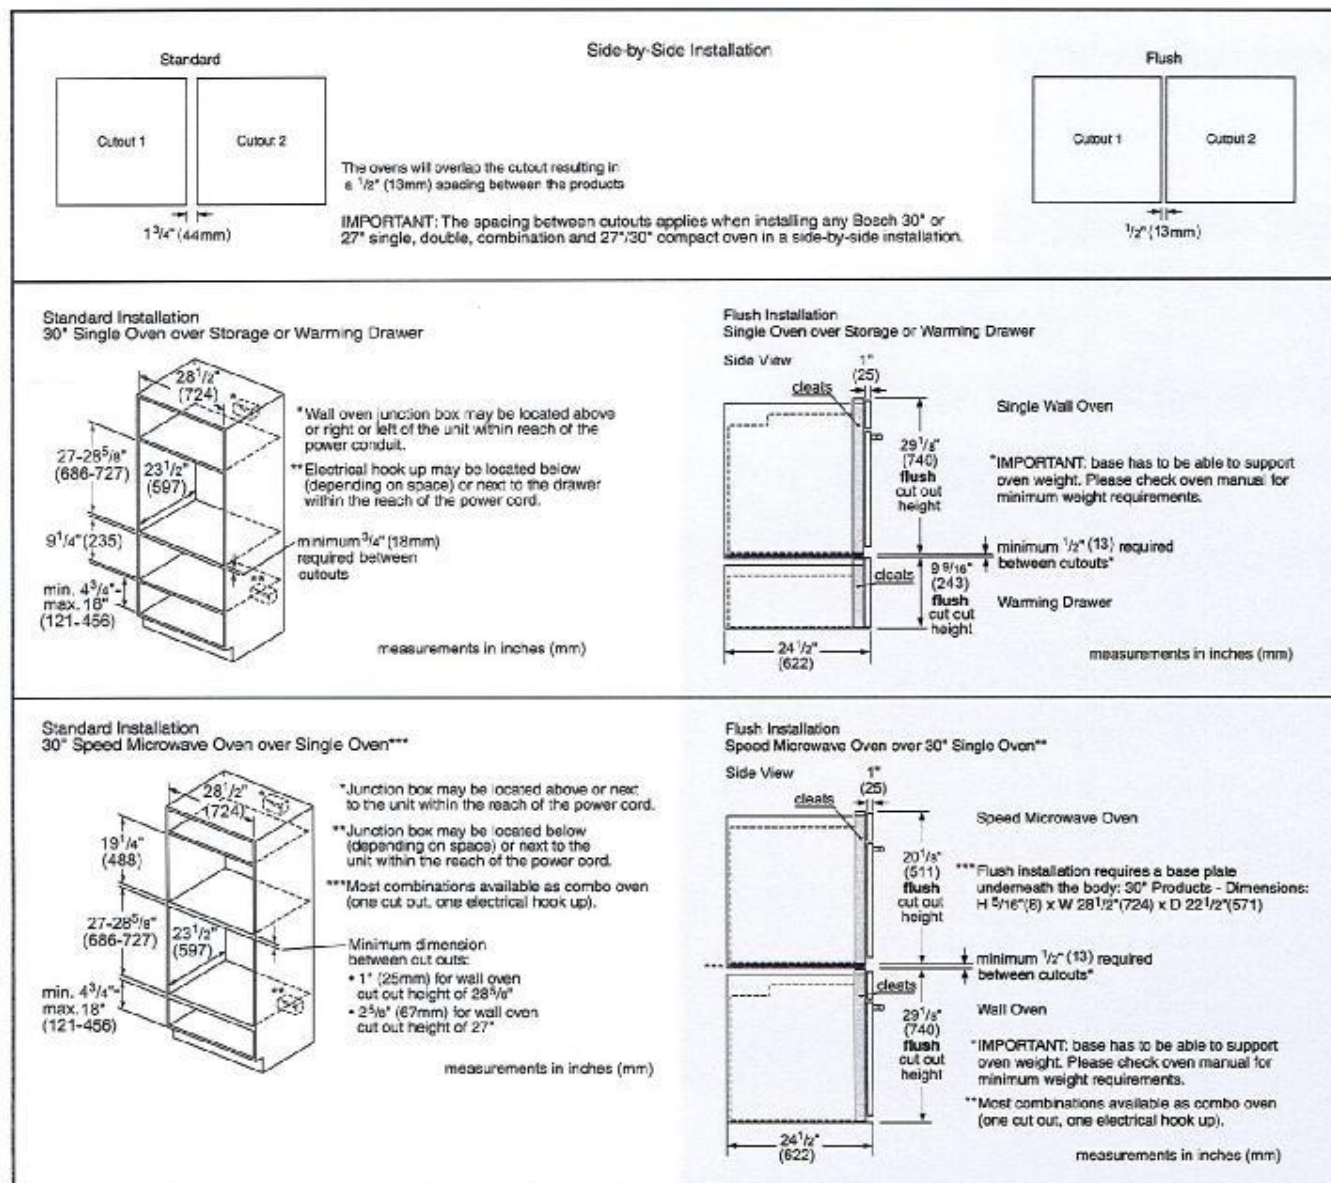 Side-by-Side Installation
Standard
Cutout 1
Cutout 2
1 3/4" (44mm)
The ovens will overlap the cutout resulting in
a 1/2" (13mm) spacing between the products
IMPORTANT: The spacing between cutouts applies when installing any Bosch 30" or
27" single, double, combination and 27"/30" compact oven in a side-by-side installation.
Flush
Cutout 1
Cutout 2
1/2" (13mm)
Standard Installation
30" Single Oven over Storage or Warming Drawer
28 1/2"
(724)
*
27-28 5/8"
(686-727)
23 1/2"
(597)
9 1/4" (235)
min. 4 3/4"-
max. 18"
(121-456)
**
*Wall oven junction box may be located above
or right or left of the unit within reach of the
power conduit.
**Electrical hook up may be located below
(depending on space) or next to the drawer
within the reach of the power cord.
minimum 3/4" (18mm)
required between
cutouts
measurements in inches (mm)
Flush Installation
Single Oven over Storage or Warming Drawer
Side View
1"
(25)
cleats
29 1/8"
(740)
flush
cut out
height
Single Wall Oven
*IMPORTANT: base has to be able to support
oven weight. Please check oven manual for
minimum weight requirements.
minimum 1/2" (13) required
between cutouts*
cleats
9 9/16"
(243)
flush
cut out
height
Warming Drawer
24 1/2"
(622)
measurements in inches (mm)
Standard Installation
30" Speed Microwave Oven over Single Oven***
28 1/2"
(724)
*
19 1/4"
(488)
27-28 5/8"
(686-727)
23 1/2"
(597)
min. 4 3/4"-
max. 18"
(121-456)
**
*Junction box may be located above or next
to the unit within the reach of the power cord.
**Junction box may be located below
(depending on space) or next to the
unit within the reach of the power cord.
***Most combinations available as combo oven
(one cut out, one electrical hook up).
Minimum dimension
between cut outs:
• 1" (25mm) for wall oven
cut out height of 28 5/8"
• 2 5/8" (67mm) for wall oven
cut out height of 27"
measurements in inches (mm)
Flush Installation
Speed Microwave Oven over 30" Single Oven**
Side View
1"
(25)
cleats
20 1/8"
(511)
flush
cut out
height
Speed Microwave Oven
***Flush installation requires a base plate
underneath the body: 30" Products - Dimensions:
H 5/16"(8) x W 28 1/2"(724) x D 22 1/2"(571)
***
minimum 1/2" (13) required
between cutouts*
cleats
29 1/8"
(740)
flush
cut out
height
Wall Oven
*IMPORTANT: base has to be able to support
oven weight. Please check oven manual for
minimum weight requirements.
**Most combinations available as combo oven
(one cut out, one electrical hook up).
24 1/2"
(622)
measurements in inches (mm)